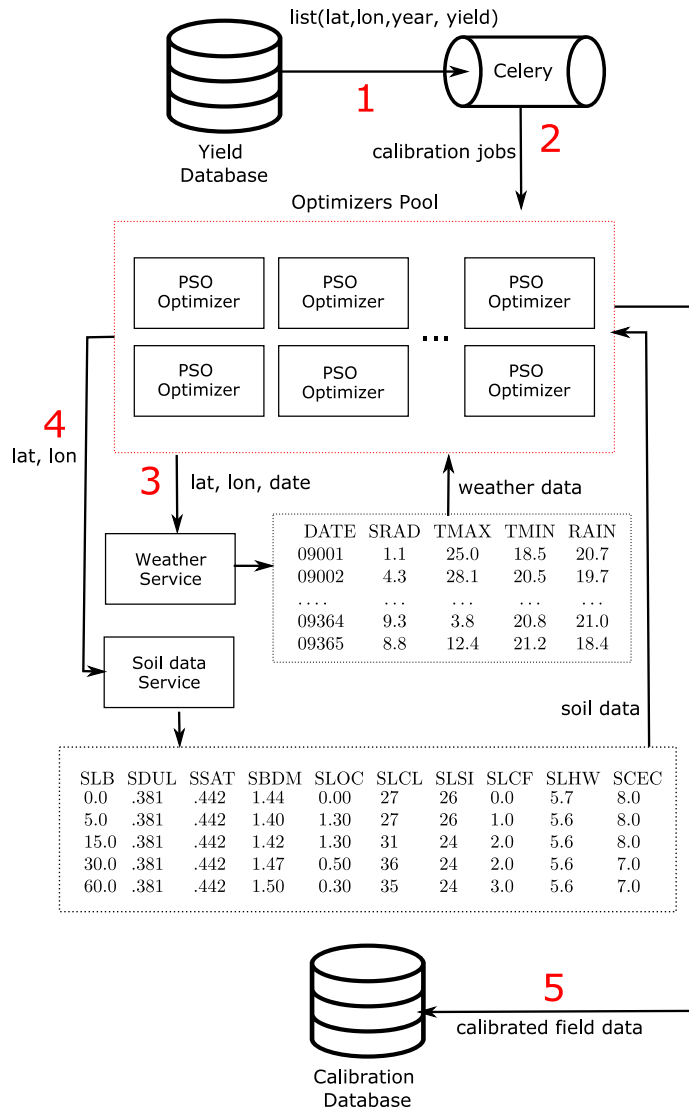 list(lat,lon,year, yield)
Celery
1
Yield
Database
2
calibration jobs
Optimizers Pool
PSO
Optimizer
PSO
Optimizer
PSO
Optimizer
...
PSO
Optimizer
PSO
Optimizer
PSO
Optimizer
4
lat, lon
3
lat, lon, date
weather data
Weather
Service
DATE SRAD TMAX TMIN RAIN
09001 1.1 25.0 18.5 20.7
09002 4.3 28.1 20.5 19.7
.... ... ... ... ...
09364 9.3 3.8 20.8 21.0
09365 8.8 12.4 21.2 18.4
Soil data
Service
soil data
SLB SDUL SSAT SBDM SLOC SLCL SLSI SLCF SLHW SCEC
0.0 .381 .442 1.44 0.00 27 26 0.0 5.7 8.0
5.0 .381 .442 1.40 1.30 27 26 1.0 5.6 8.0
15.0 .381 .442 1.42 1.30 31 24 2.0 5.6 8.0
30.0 .381 .442 1.47 0.50 36 24 2.0 5.6 7.0
60.0 .381 .442 1.50 0.30 35 24 3.0 5.6 7.0
5
calibrated field data
Calibration
Database